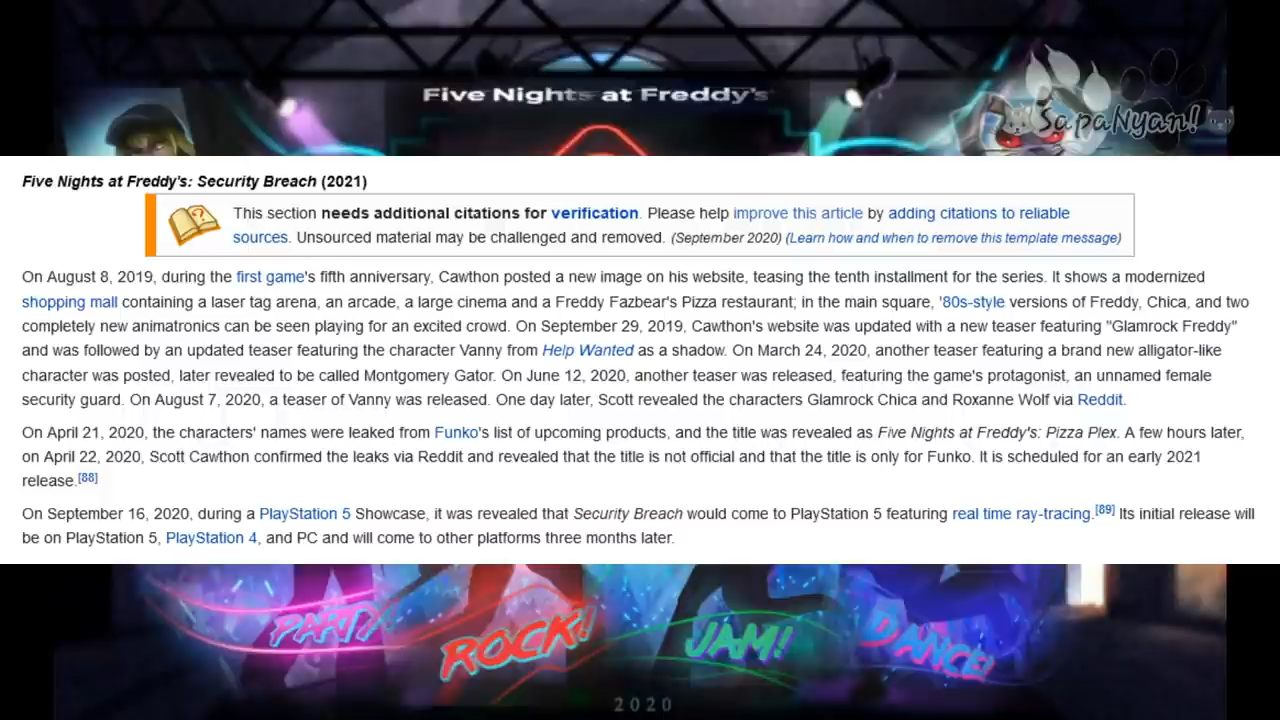 Five Nights at Freddy's
SapaNyan!
Five Nights at Freddy's: Security Breach (2021)
This section needs additional citations for verification. Please help improve this article by adding citations to reliable
sources. Unsourced material may be challenged and removed. (September 2020) (Learn how and when to remove this template message)
On August 8, 2019, during the first game's fifth anniversary, Cawthon posted a new image on his website, teasing the tenth installment for the series. It shows a modernized
shopping mall containing a laser tag arena, an arcade, a large cinema and a Freddy Fazbear's Pizza restaurant; in the main square, '80s-style versions of Freddy, Chica, and two
completely new animatronics can be seen playing for an excited crowd. On September 29, 2019, Cawthon's website was updated with a new teaser featuring "Glamrock Freddy"
and was followed by an updated teaser featuring the character Vanny from Help Wanted as a shadow. On March 24, 2020, another teaser featuring a brand new alligator-like
character was posted, later revealed to be called Montgomery Gator. On June 12, 2020, another teaser was released, featuring the game's protagonist, an unnamed female
security guard. On August 7, 2020, a teaser of Vanny was released. One day later, Scott revealed the characters Glamrock Chica and Roxanne Wolf via Reddit.
On April 21, 2020, the characters' names were leaked from Funko's list of upcoming products, and the title was revealed as Five Nights at Freddy's: Pizza Plex. A few hours later,
on April 22, 2020, Scott Cawthon confirmed the leaks via Reddit and revealed that the title is not official and that the title is only for Funko. It is scheduled for an early 2021
release.[88]
On September 16, 2020, during a PlayStation 5 Showcase, it was revealed that Security Breach would come to PlayStation 5 featuring real time ray-tracing.[89] Its initial release will
be on PlayStation 5, PlayStation 4, and PC and will come to other platforms three months later.
PARTY
ROCK!
JAM!
DANCE!
2020